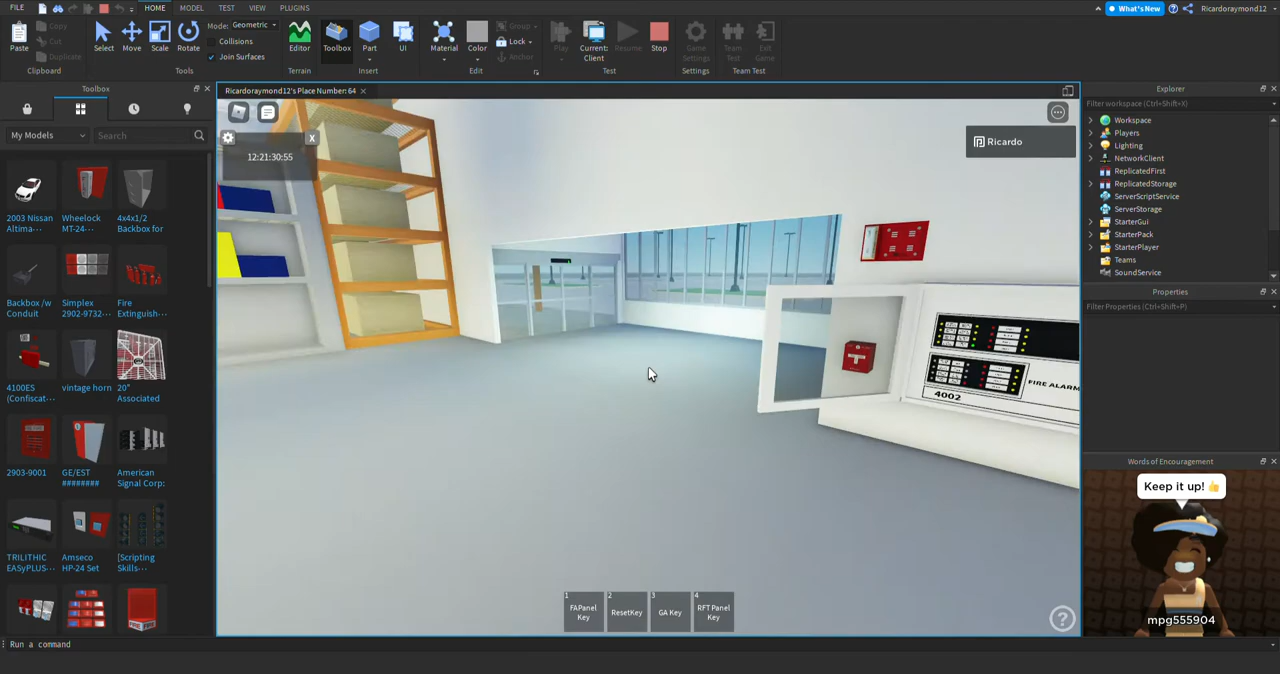 FILE HOME MODEL TEST VIEW PLUGINS What's New Ricardoraymond12
Paste
Copy
Cut
Duplicate
Clipboard
Select Move Scale Rotate
Mode: Geometric
Collisions
Join Surfaces
Tools
Editor
Terrain
Toolbox Part UI
Insert
Material Color
Group
Lock
Anchor
Edit
Play Current: Client Resume Stop
Test
Game Settings
Settings
Team Test Exit Game
Team Test
Toolbox
My Models Search
2003 Nissan Altima-...
Wheelock MT-24-...
4x4x1/2 Backbox for
Backbox /w Conduit
Simplex 2902-9732-...
Fire Extinguish...
4100ES (Confiscat...
vintage horn
20" Associated
2903-9001
GE/EST ########
American Signal Corp:
TRILITHIC EASyPLUS...
Amseco HP-24 Set
[Scripting Skills...
Ricardoraymond12's Place Number: 64
X
12:21:30:55
Ricardo
4002
FIRE ALARM
1 FAPanel Key
2 ResetKey
3 GA Key
4 RFT Panel Key
?
Explorer
Filter workspace (Ctrl+Shift+X)
Workspace
Players
Lighting
NetworkClient
ReplicatedFirst
ReplicatedStorage
ServerScriptService
ServerStorage
StarterGui
StarterPack
StarterPlayer
Teams
SoundService
Properties
Filter Properties (Ctrl+Shift+P)
Words of Encouragement
Keep it up! 👍
mpg555904
Run a command